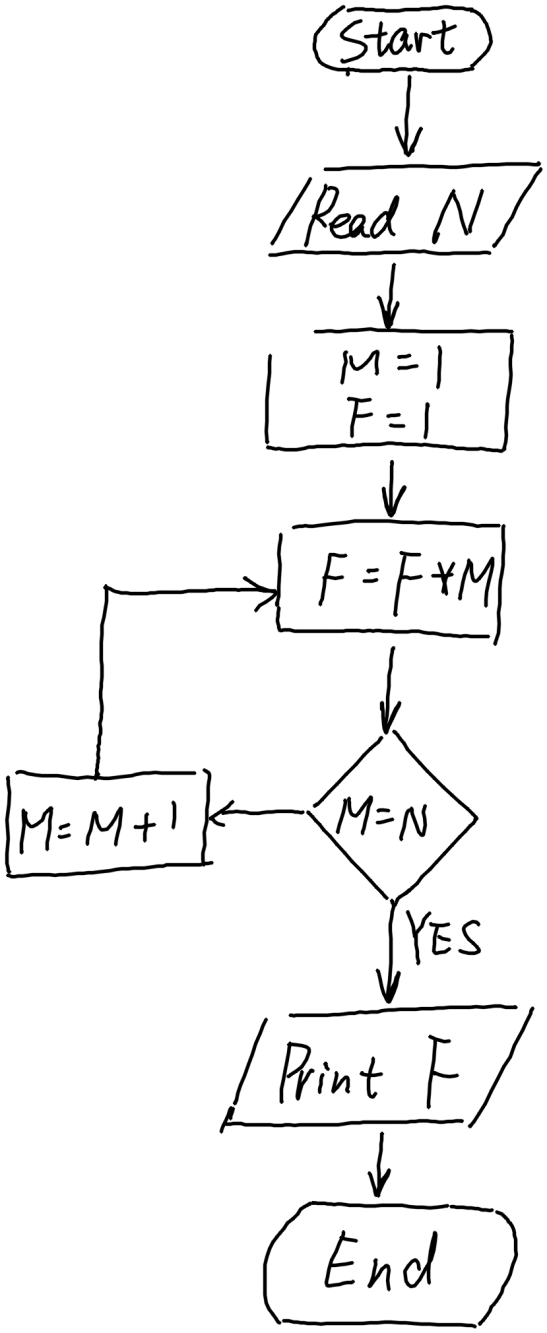 Start
Read N
M = 1
F = 1
F = F * M
M = N
M = M + 1
YES
Print F
End